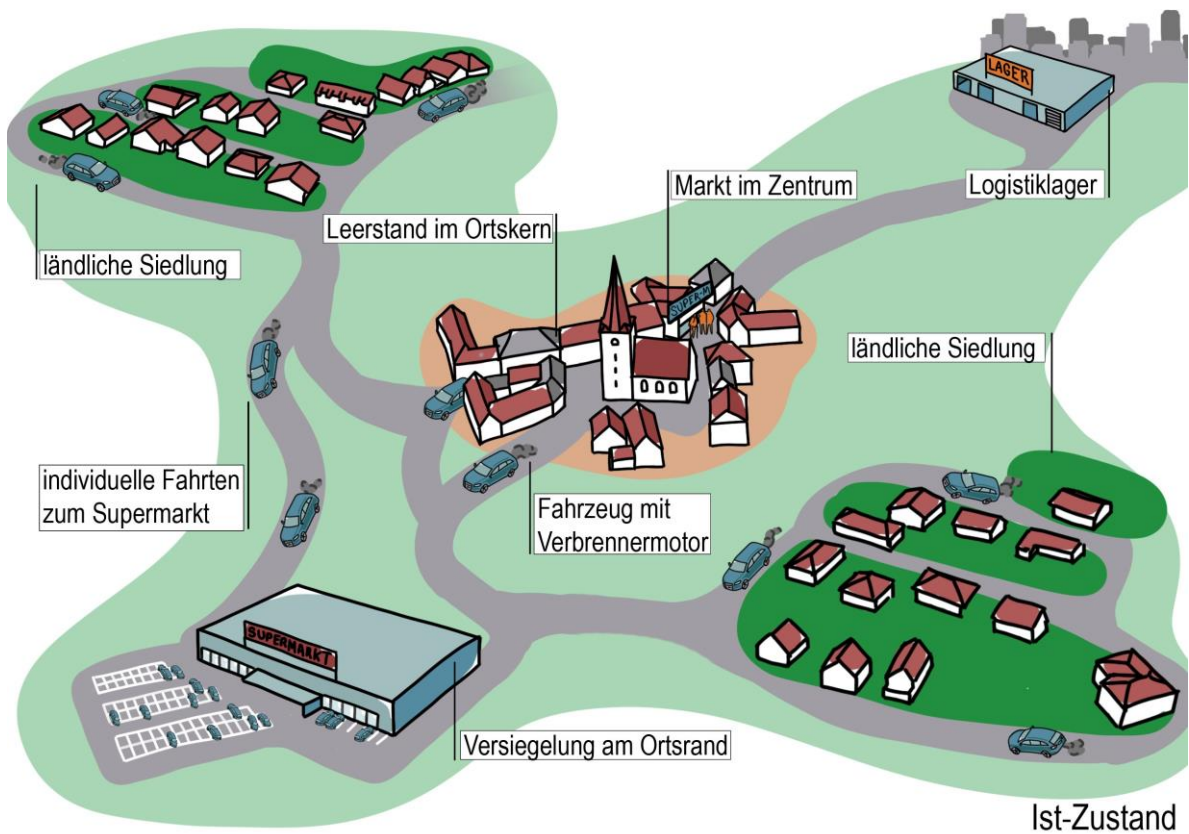 LAGER
Markt im Zentrum
Logistiklager
Leerstand im Ortskern
ländliche Siedlung
SUPER-M
ländliche Siedlung
individuelle Fahrten
zum Supermarkt
Fahrzeug mit
Verbrennermotor
SUPERMARKT
Versiegelung am Ortsrand
Ist-Zustand